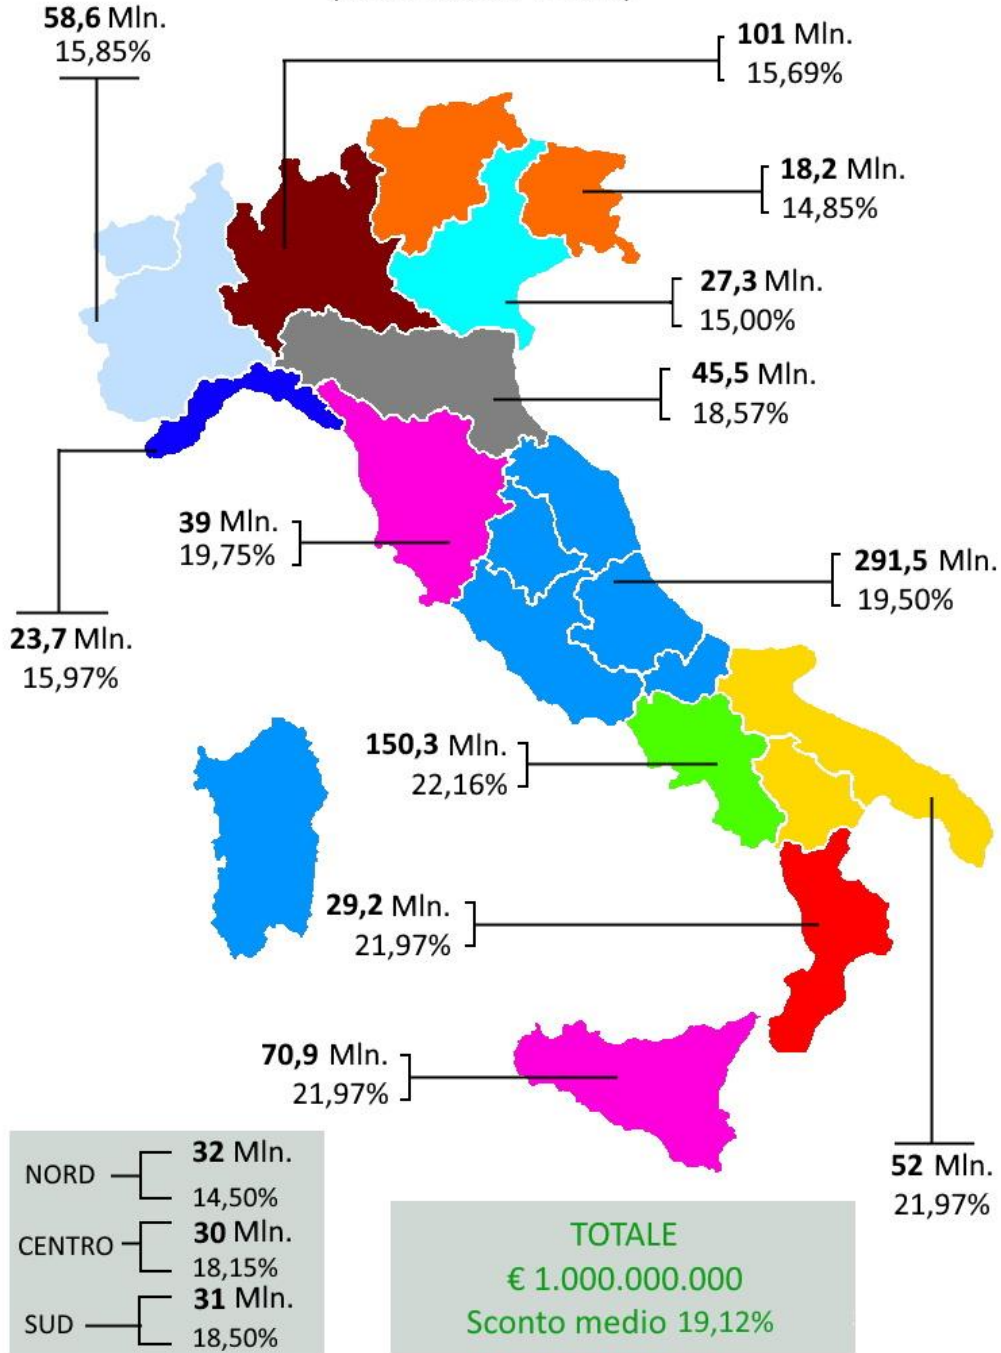 58,6 Mln.
15,85%
101 Mln.
15,69%
18,2 Mln.
14,85%
27,3 Mln.
15,00%
45,5 Mln.
18,57%
39 Mln.
19,75%
291,5 Mln.
19,50%
23,7 Mln.
15,97%
150,3 Mln.
22,16%
29,2 Mln.
21,97%
70,9 Mln.
21,97%
52 Mln.
21,97%
NORD
32 Mln.
14,50%
CENTRO
30 Mln.
18,15%
SUD
31 Mln.
18,50%
TOTALE
€ 1.000.000.000
Sconto medio 19,12%